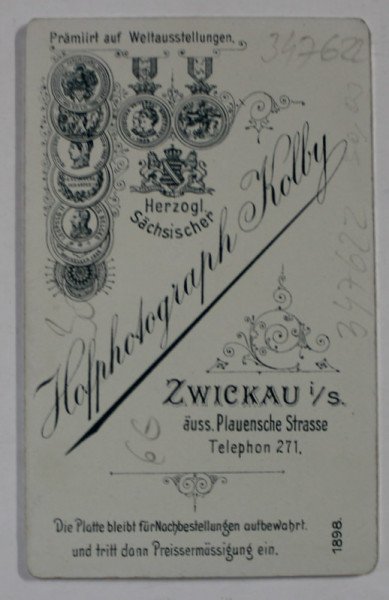 Prämiirt auf Weltausstellungen.
347622
Herzogl.
Sächsischer
Hofphotograph Kolby
347622
ZWICKAU i/S.
äuss. Plauensche Strasse
Telephon 271.
Die Platte bleibt für Nachbestellungen aufbewahrt.
und tritt dann Preissermässigung ein.
1898.